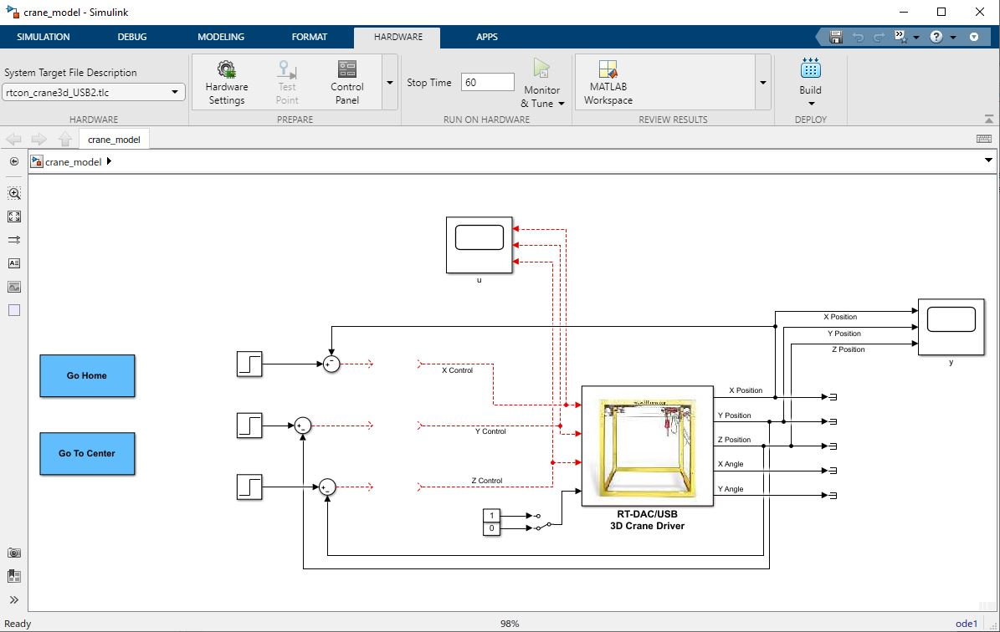 crane_model - Simulink
SIMULATION DEBUG MODELING FORMAT HARDWARE APPS
System Target File Description
rtcon_crane3d_USB2.tlc
Hardware Settings
Test Point
Control Panel
Stop Time 60
Monitor & Tune
MATLAB Workspace
Build
HARDWARE PREPARE RUN ON HARDWARE REVIEW RESULTS DEPLOY
crane_model
crane_model
u
X Position
Y Position
Z Position
y
Go Home
X Control
Y Control
Go To Center
Z Control
X Position
Y Position
Z Position
X Angle
Y Angle
1
0
RT-DAC/USB
3D Crane Driver
Ready 98% ode1